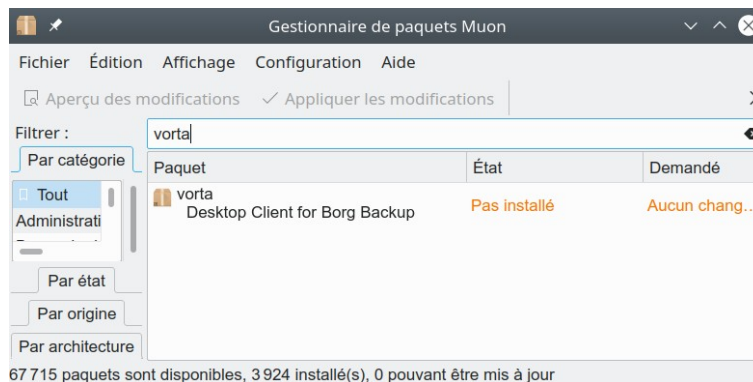 Gestionnaire de paquets Muon
Fichier Édition Affichage Configuration Aide
Aperçu des modifications Appliquer les modifications
Filtrer : vorta
Par catégorie
Paquet État Demandé
Tout
Administrati
vorta
Desktop Client for Borg Backup
Pas installé Aucun chang...
Par état
Par origine
Par architecture
67 715 paquets sont disponibles, 3 924 installé(s), 0 pouvant être mis à jour